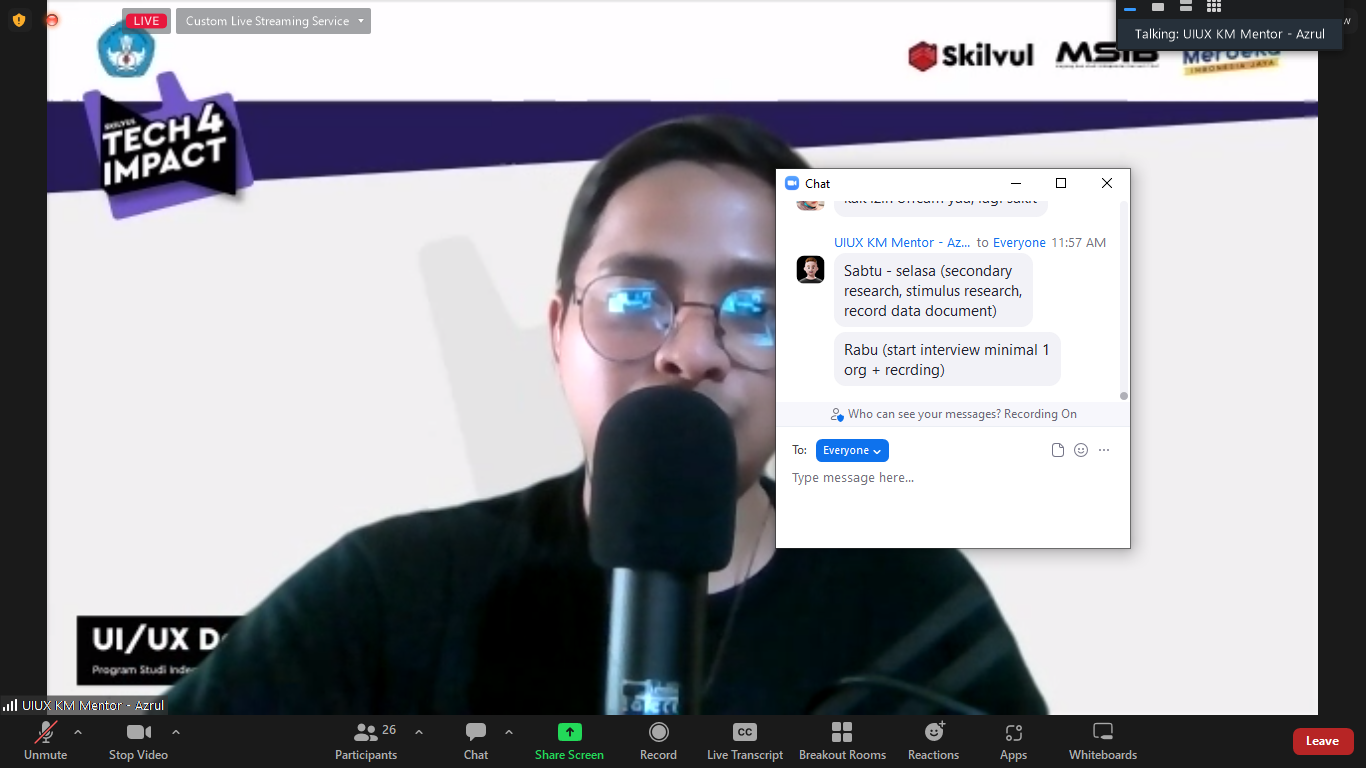 LIVE
Custom Live Streaming Service
Talking: UIUX KM Mentor - Azrul
Skilvul
MSIB
Merdeka
INDONESIA JAYA
SKILVUL
TECH 4
IMPACT
Chat
UIUX KM Mentor - Az... to Everyone 11:57 AM
Sabtu - selasa (secondary
research, stimulus research,
record data document)
Rabu (start interview minimal 1
org + recrding)
Who can see your messages? Recording On
To: Everyone
Type message here...
UI/UX
Program Studi
UIUX KM Mentor - Azrul
Unmute
Stop Video
Participants
26
Chat
Share Screen
Record
CC
Live Transcript
Breakout Rooms
Reactions
Apps
Whiteboards
Leave